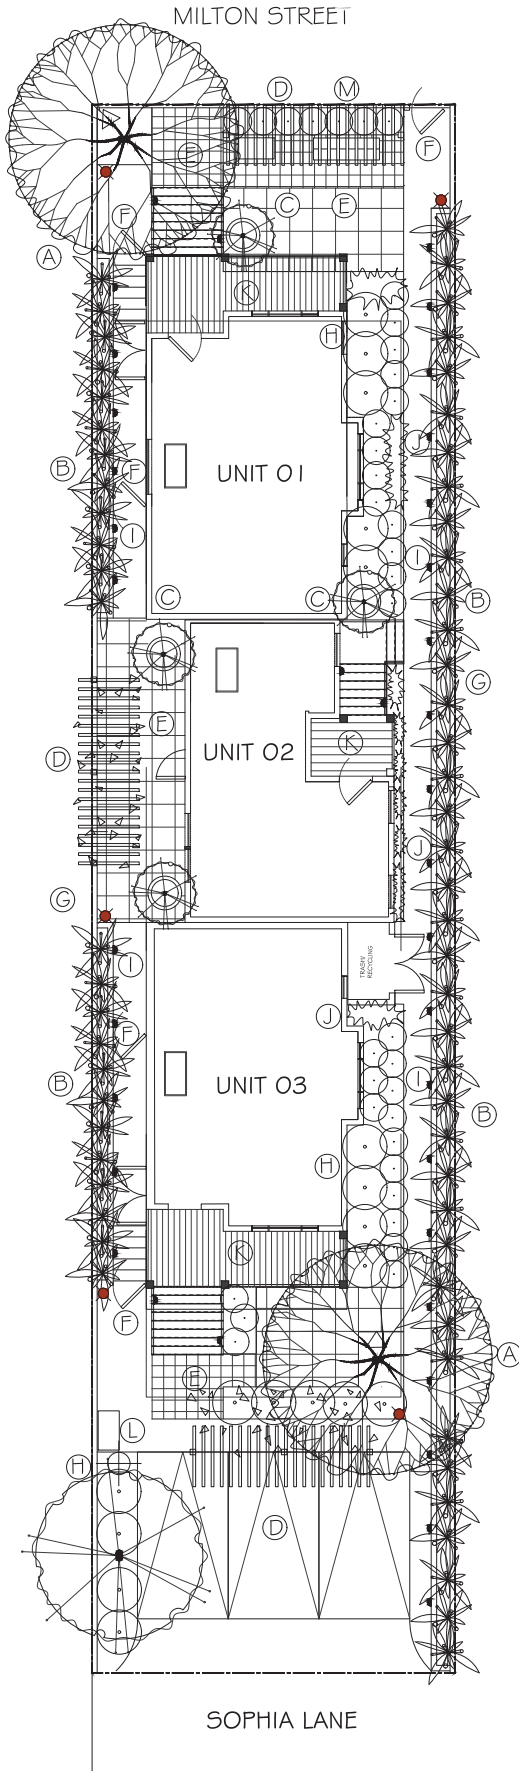 MILTON STREET
D M
F
E
C E
F
A
K
H
J
B F
UNIT 01
I I
C C B
G
E
K
D UNIT 02
J
G
I
TRASH/
RECYCLING
F J
B UNIT 03 I
B
H
K
F
A
E
L
H
D
SOPHIA LANE